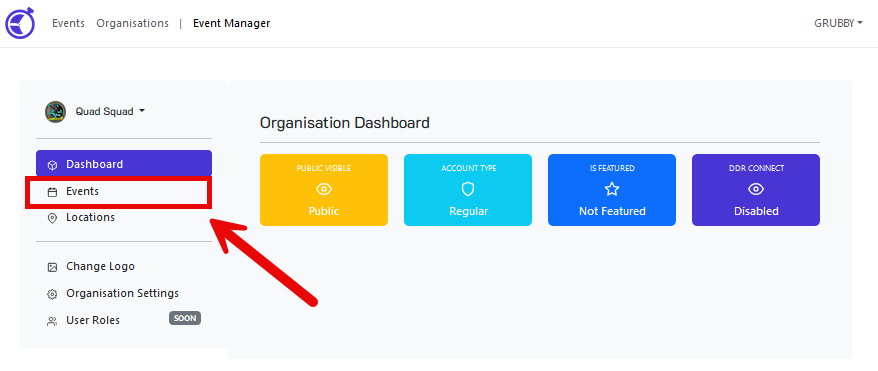 Events Organisations | Event Manager GRUBBY
Quad Squad
Dashboard
Events
Locations
Change Logo
Organisation Settings
User Roles SOON
Organisation Dashboard
PUBLIC VISIBLE
Public
ACCOUNT TYPE
Regular
IS FEATURED
Not Featured
DDR CONNECT
Disabled